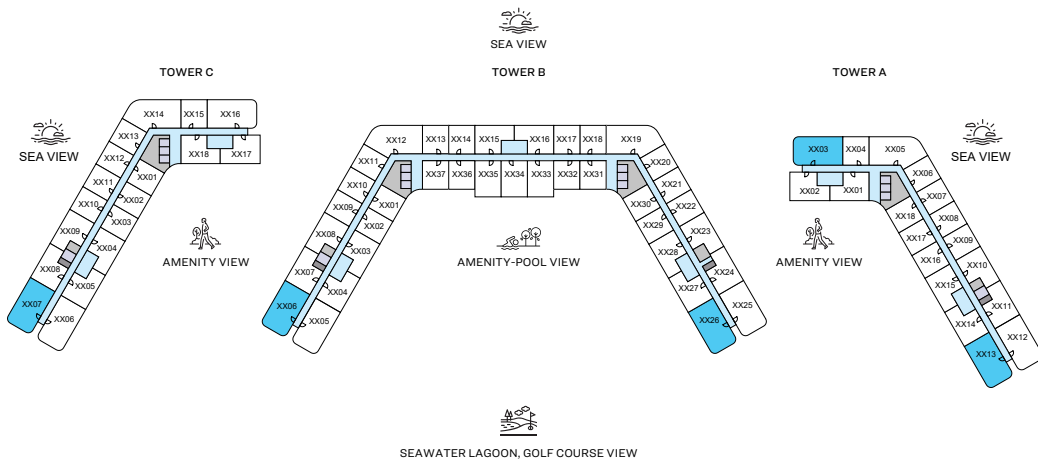 SEA VIEW
TOWER C
TOWER B
TOWER A
SEA VIEW
XX14
XX15
XX16
XX13
XX12
XX11
XX10
XX09
XX08
XX07
XX06
XX05
XX04
XX03
XX02
XX01
XX18
XX17
AMENITY VIEW
XX12
XX13
XX14
XX15
XX16
XX17
XX18
XX19
XX11
XX10
XX09
XX08
XX07
XX06
XX05
XX04
XX03
XX02
XX01
XX37
XX36
XX35
XX34
XX33
XX32
XX31
XX20
XX21
XX22
XX23
XX24
XX25
XX26
XX27
XX28
XX29
XX30
AMENITY-POOL VIEW
SEA VIEW
XX03
XX04
XX05
XX02
XX01
XX06
XX07
XX08
XX09
XX10
XX11
XX12
XX13
XX14
XX15
XX16
XX17
XX18
AMENITY VIEW
SEAWATER LAGOON, GOLF COURSE VIEW